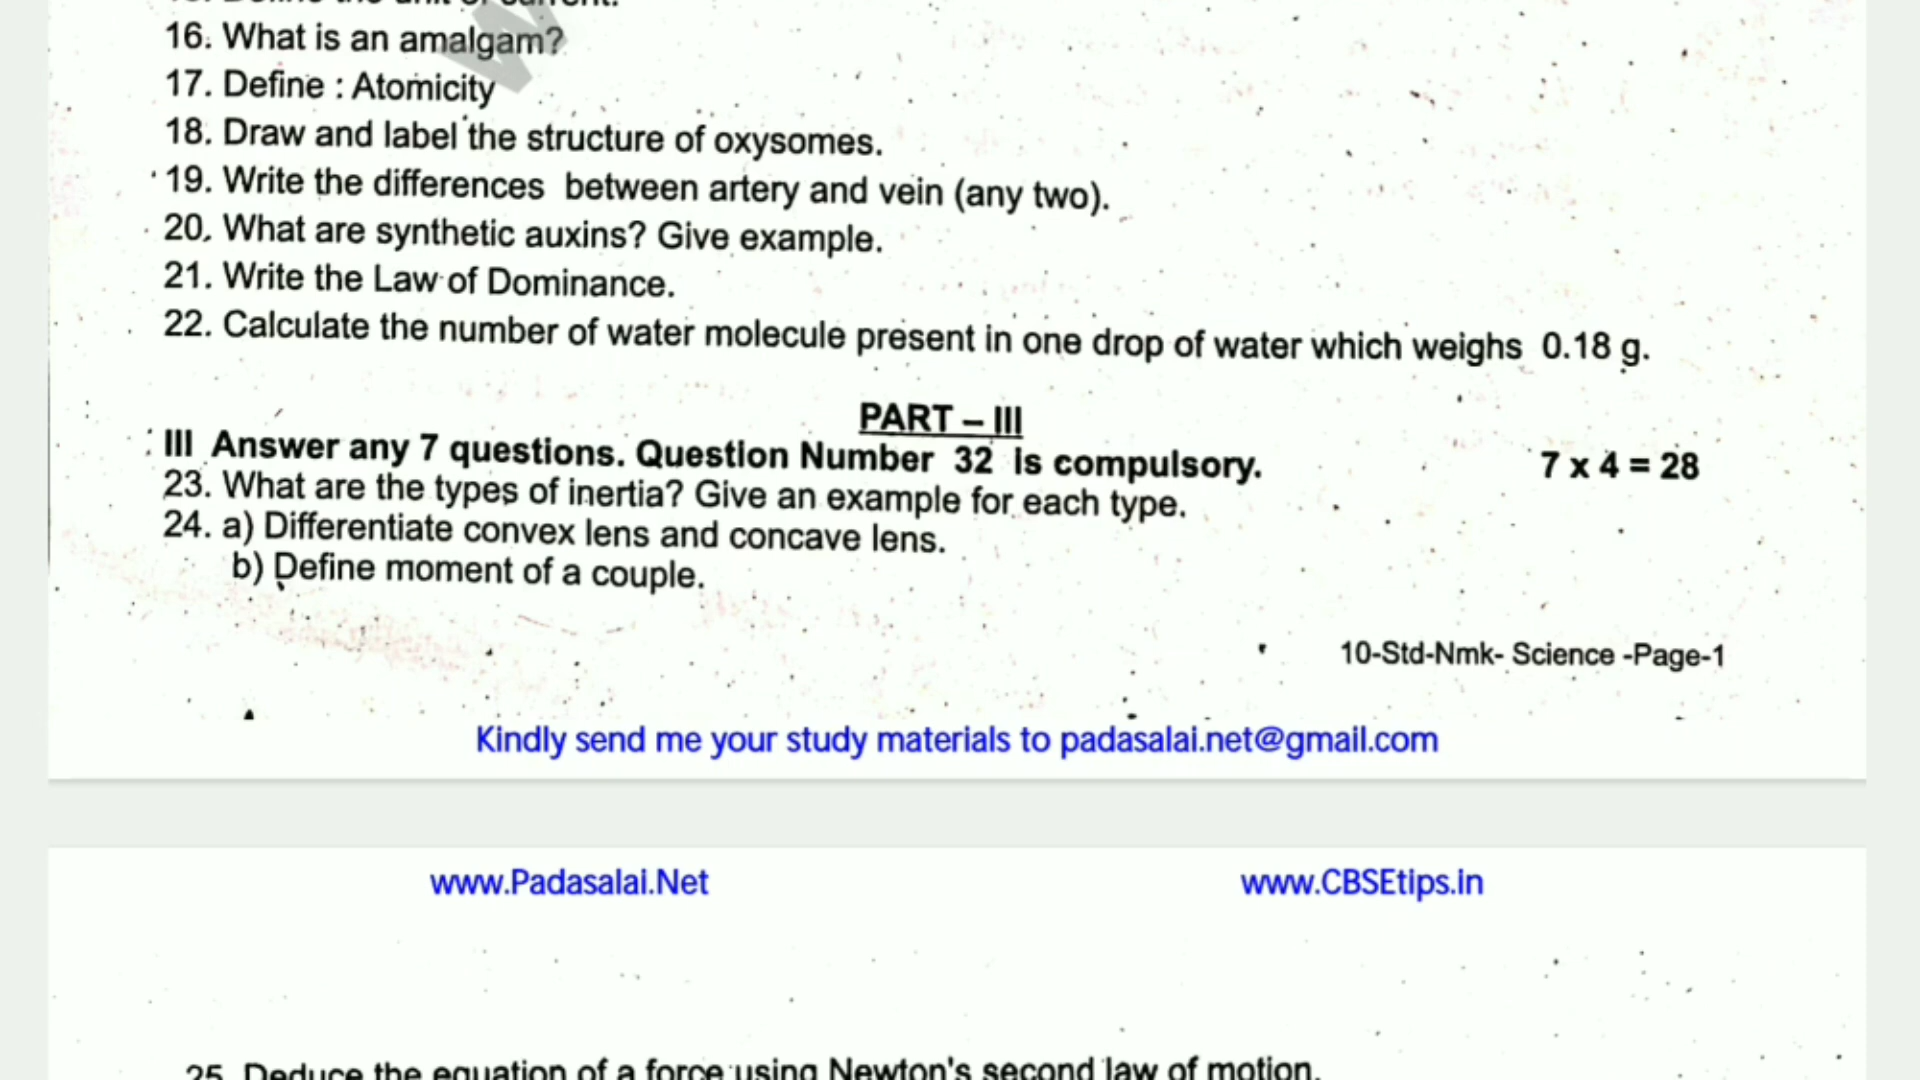 15. Define the unit of current.
16. What is an amalgam?
17. Define : Atomicity
18. Draw and label the structure of oxysomes.
19. Write the differences between artery and vein (any two).
20. What are synthetic auxins? Give example.
21. Write the Law of Dominance.
22. Calculate the number of water molecule present in one drop of water which weighs 0.18 g.
PART – III
III Answer any 7 questions. Question Number 32 is compulsory. 7 x 4 = 28
23. What are the types of inertia? Give an example for each type.
24. a) Differentiate convex lens and concave lens.
b) Define moment of a couple.
10-Std-Nmk- Science -Page-1
Kindly send me your study materials to padasalai.net@gmail.com
www.Padasalai.Net www.CBSEtips.in
25. Deduce the equation of a force using Newton's second law of motion.